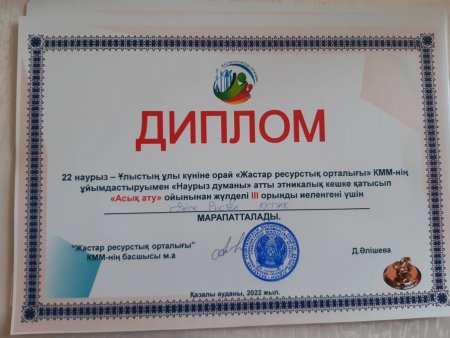 ДИПЛОМ
22 наурыз – Ұлыстың ұлы күніне орай «Жастар ресурстық орталығы» КММ-нің
ұйымдастыруымен «Наурыз думаны» атты этникалық кешке қатысып
«Асық ату» ойынынан жүлделі III орынды иеленгені үшін
МАРАПАТТАЛАДЫ.
"Жастар ресурстық орталығы"
КММ-нің басшысы м.а
Д.Әлішева
Қазалы ауданы, 2022 жыл.